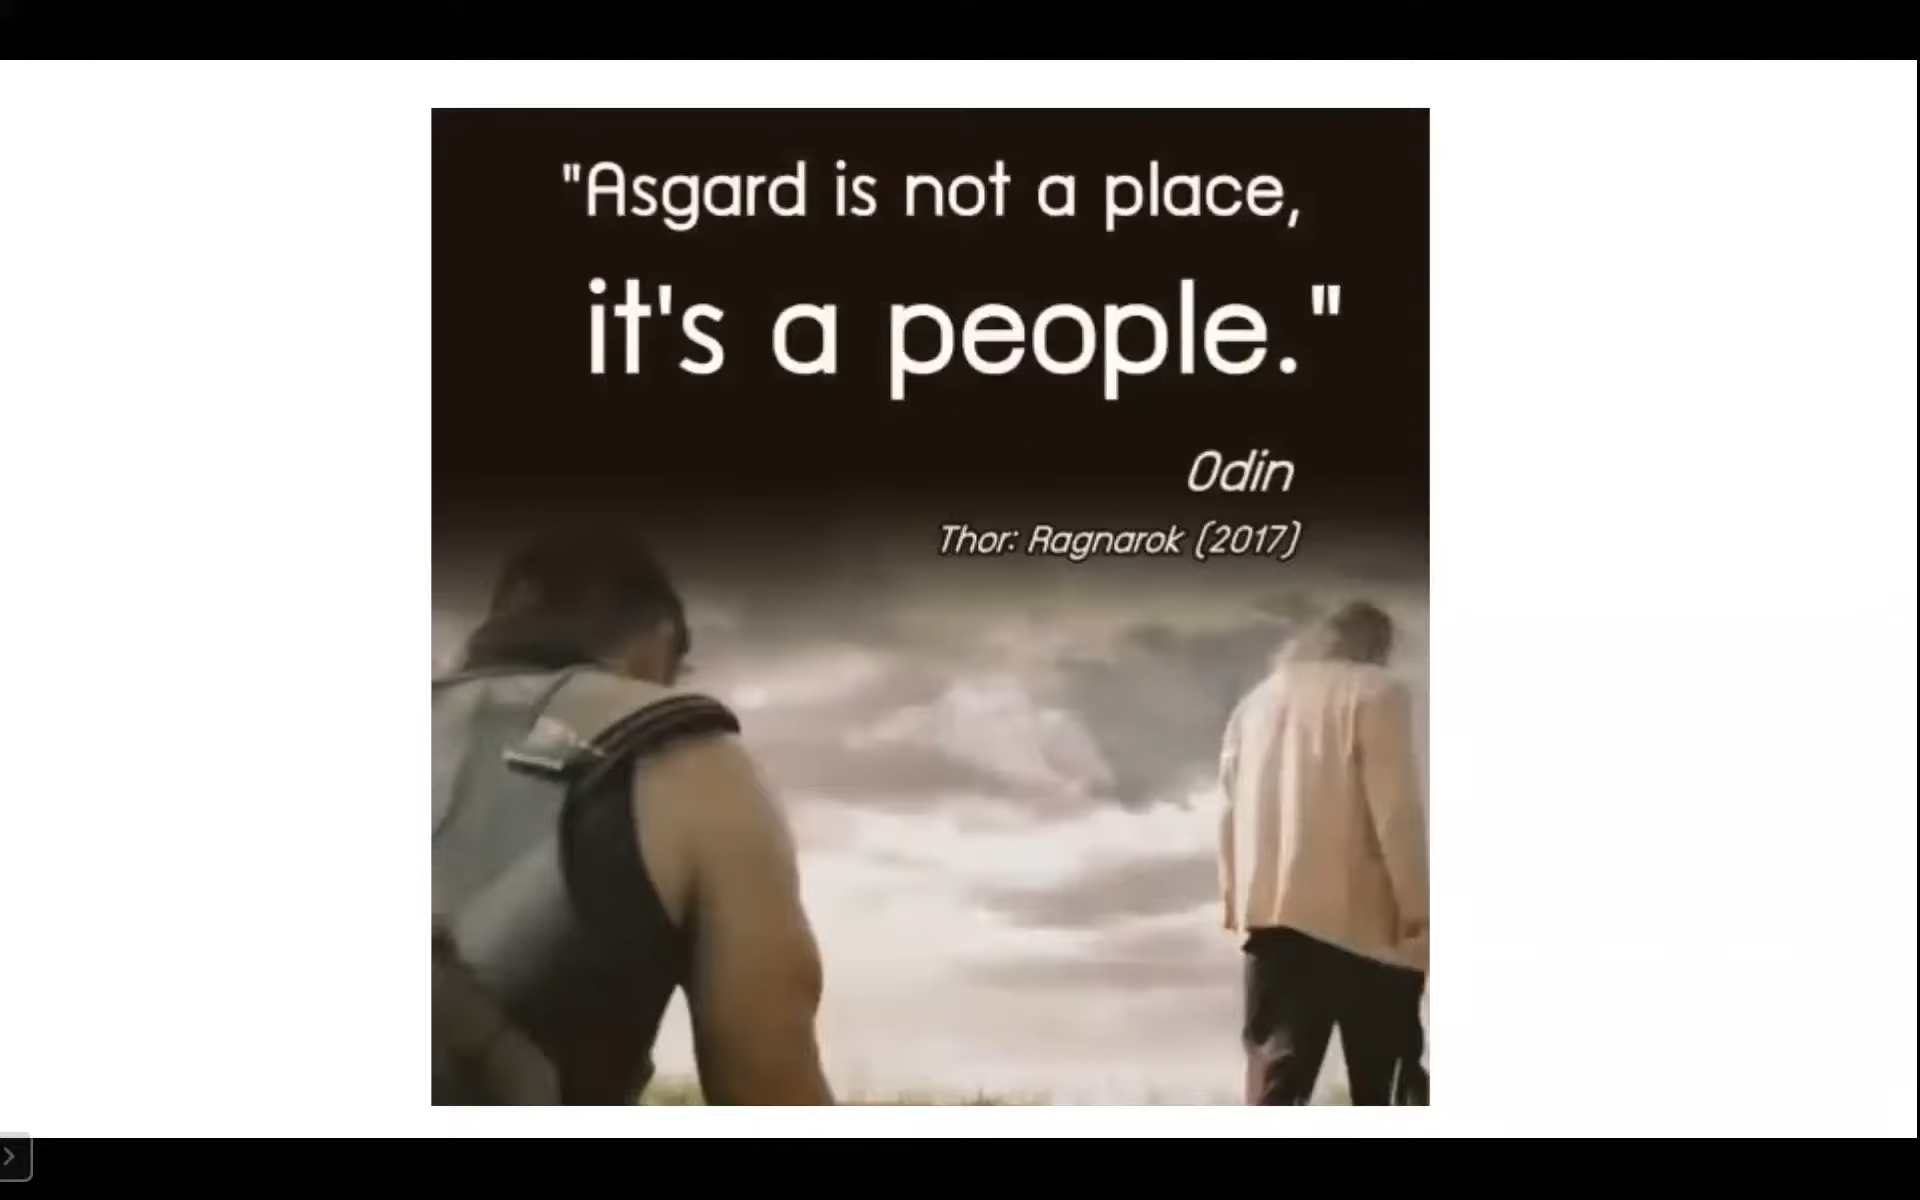 "Asgard is not a place,
it's a people."
Odin
Thor: Ragnarok (2017)